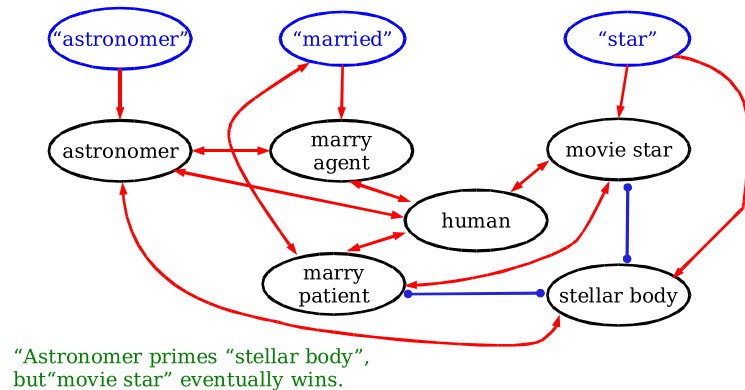 “astronomer”
“married”
“star”
astronomer
marry
agent
movie star
human
marry
patient
stellar body
“Astronomer primes “stellar body”,
but“movie star” eventually wins.